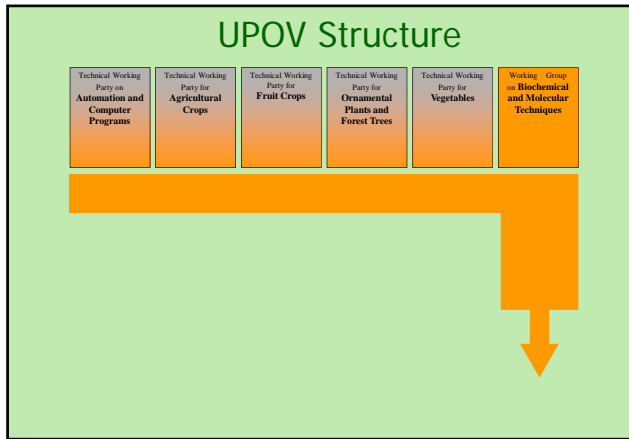 UPOV Structure
Technical Working
Party on
Automation and
Computer
Programs
Technical Working
Party for
Agricultural
Crops
Technical Working
Party for
Fruit Crops
Technical Working
Party for
Ornamental
Plants and
Forest Trees
Technical Working
Party for
Vegetables
Working Group
on Biochemical
and Molecular
Techniques